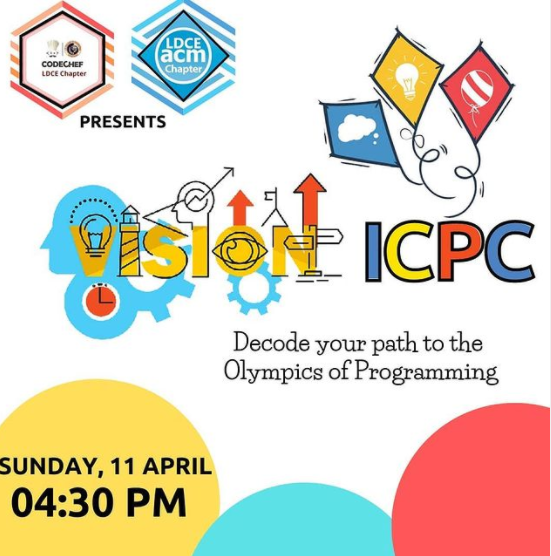 CODECHEF
LDCE Chapter
LDCE
acm
Chapter
PRESENTS
VISION ICPC
Decode your path to the
Olympics of Programming
SUNDAY, 11 APRIL
04:30 PM